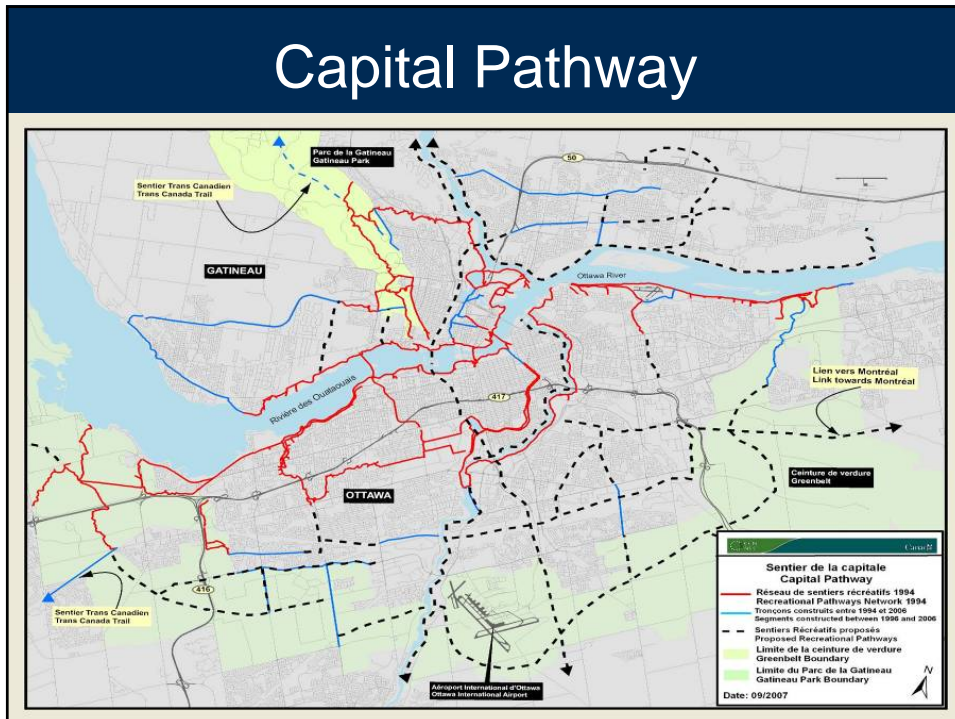 Capital Pathway
Parc de la Gatineau
Gatineau Park
50
Sentier Trans Canadien
Trans Canada Trail
GATINEAU
Ottawa River
Rivière des Outaouais
417
Lien vers Montréal
Link towards Montréal
Ceinture de verdure
Greenbelt
OTTAWA
416
Sentier Trans Canadien
Trans Canada Trail
Aéroport International d'Ottawa
Ottawa International Airport
Canada
Sentier de la capitale
Capital Pathway
Réseau de sentiers récréatifs 1994
Recreational Pathways Network 1994
Tronçons construits entre 1994 et 2006
Segments constructed between 1996 and 2006
Sentiers Récréatifs proposés
Proposed Recreational Pathways
Limite de la ceinture de verdure
Greenbelt Boundary
Limite du Parc de la Gatineau
Gatineau Park Boundary
Date: 09/2007
N